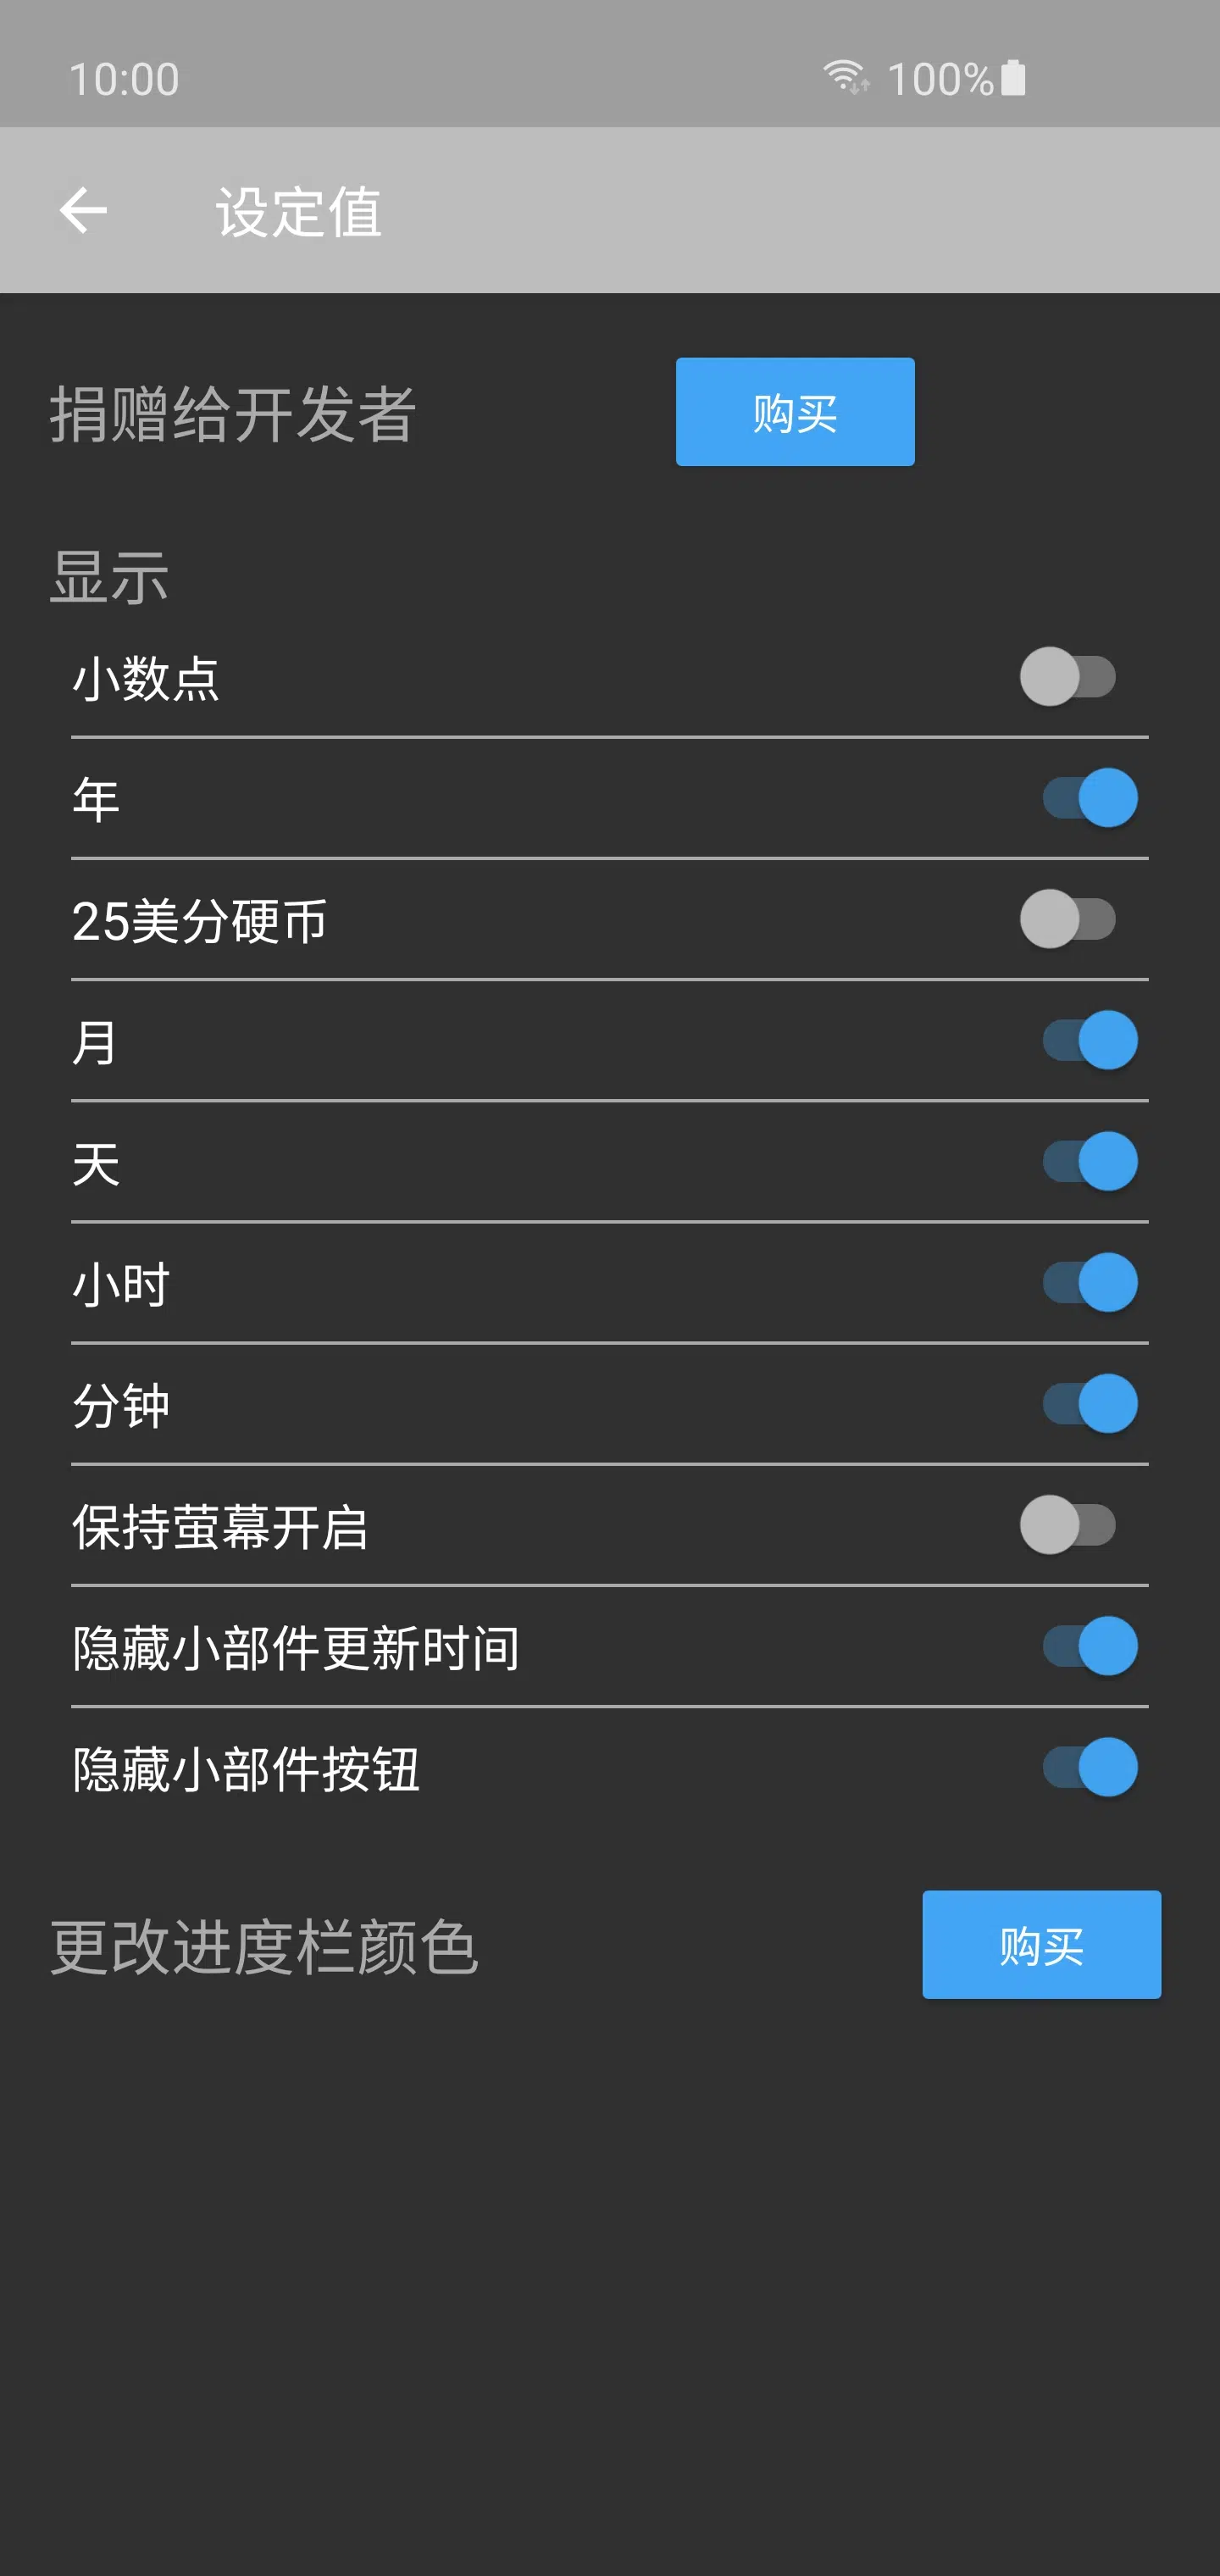 10:00
100%
设定值
捐赠给开发者
购买
显示
小数点
年
25美分硬币
月
天
小时
分钟
保持萤幕开启
隐藏小部件更新时间
隐藏小部件按钮
更改进度栏颜色
购买